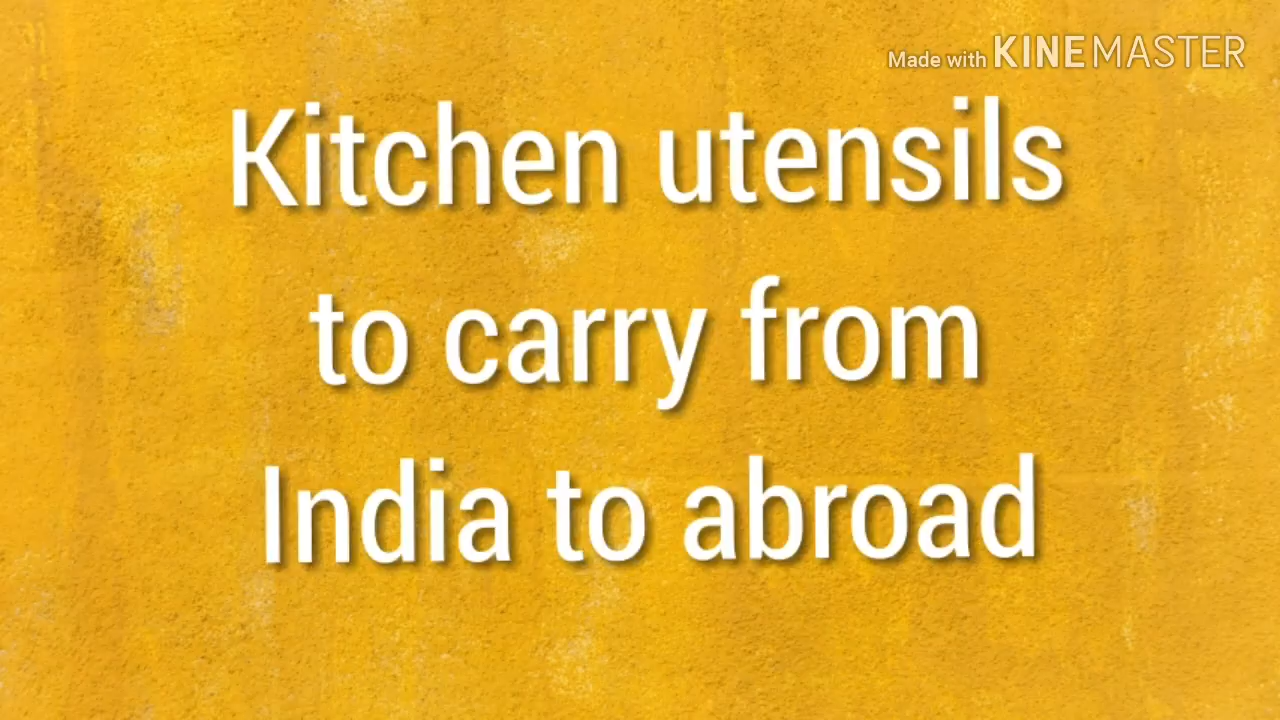 Made with KINEMASTER
Kitchen utensils
to carry from
India to abroad